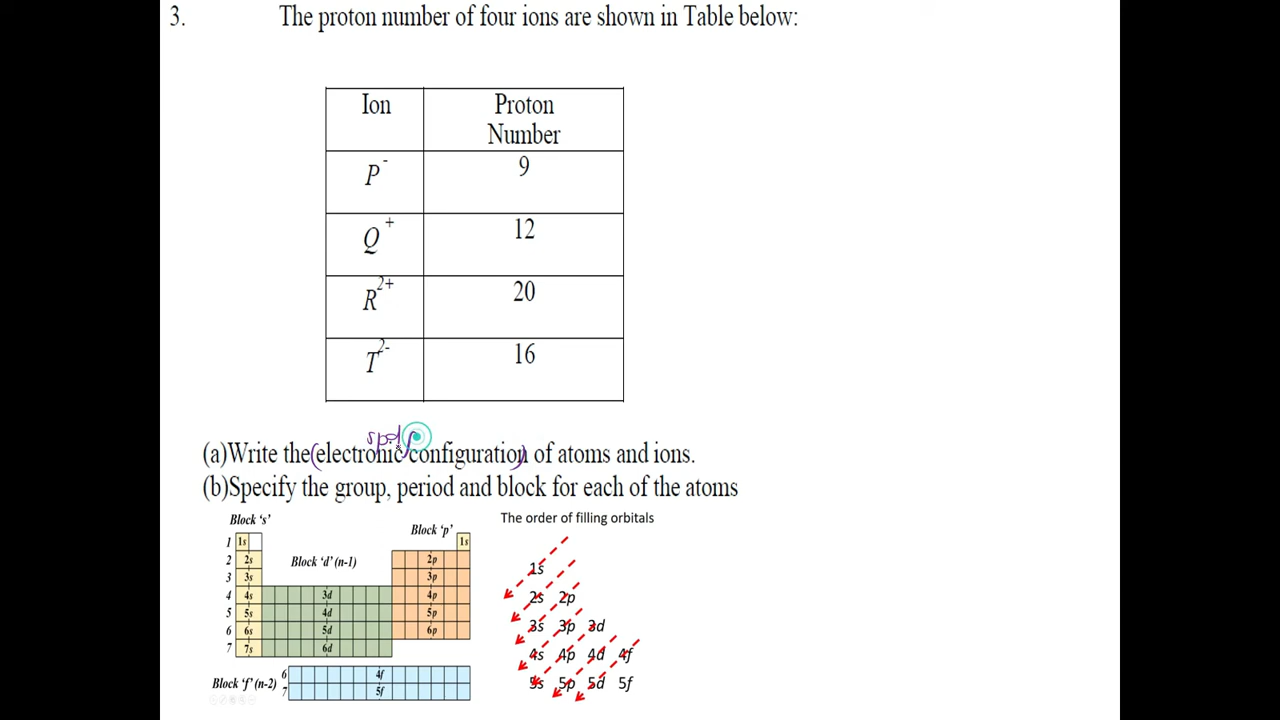 3. The proton number of four ions are shown in Table below:
Ion Proton Number
P⁻ 9
Q⁺ 12
R²⁺ 20
T²⁻ 16
spdf
(a)Write the (electronic configuration) of atoms and ions.
(b)Specify the group, period and block for each of the atoms
Block ‘s’
Block ‘p’
The order of filling orbitals
1 1s 1s
2 2s Block ‘d’ (n-1) 2p
3 3s 3p
4 4s 3d 4p
5 5s 4d 5p
6 6s 5d 6p
7 7s 6d
Block ‘f’ (n-2)
6 4f
7 5f
1s
2s 2p
3s 3p 3d
4s 4p 4d 4f
5s 5p 5d 5f